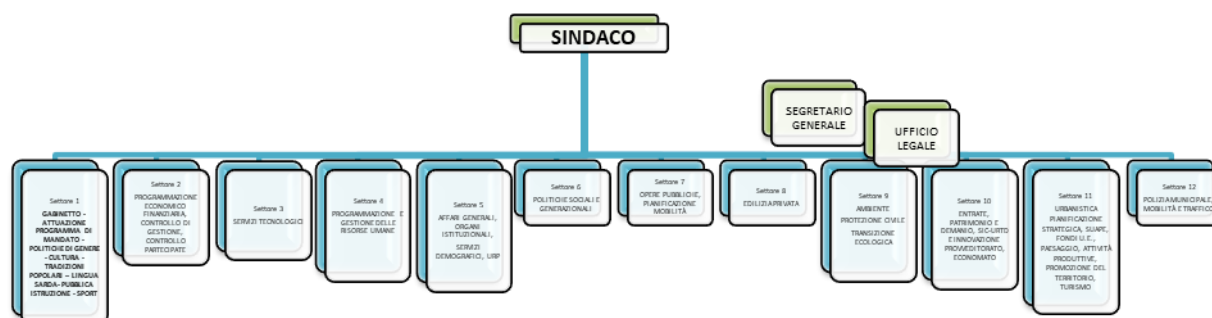 SINDACO
SEGRETARIO
GENERALE
UFFICIO
LEGALE
Settore 1
GABINETTO -
ATTUAZIONE
PROGRAMMA DI
MANDATO -
POLITICHE DI GENERE
- CULTURA -
TRADIZIONI
POPOLARI – LINGUA
SARDA- PUBBLICA
ISTRUZIONE - SPORT
Settore 2
PROGRAMMAZIONE
ECONOMICO
FINANZIARIA,
CONTROLLO DI
GESTIONE,
CONTROLLO
PARTECIPATE
Settore 3
SERVIZI TECNOLOGICI
Settore 4
PROGRAMMAZIONE E
GESTIONE DELLE
RISORSE UMANE
Settore 5
AFFARI GENERALI,
ORGANI
ISTITUZIONALI,
SERVIZI
DEMOGRAFICI, URP
Settore 6
POLITICHE SOCIALI E
GENERAZIONALI
Settore 7
OPERE PUBBLICHE,
PIANIFICAZIONE
MOBILITÀ
Settore 8
EDILIZIA PRIVATA
Settore 9
AMBIENTE
PROTEZIONE CIVILE
TRANSIZIONE
ECOLOGICA
Settore 10
ENTRATE,
PATRIMONIO E
DEMANIO, SIC-URTD
E INNOVAZIONE
PROVVEDITORATO,
ECONOMATO
Settore 11
URBANISTICA
PIANIFICAZIONE
STRATEGICA, SUAPE,
FONDI U.E.,
PAESAGGIO, ATTIVITÀ
PRODUTTIVE,
PROMOZIONE DEL
TERRITORIO,
TURISMO
Settore 12
POLIZIA MUNICIPALE,
MOBILITÀ E TRAFFICO